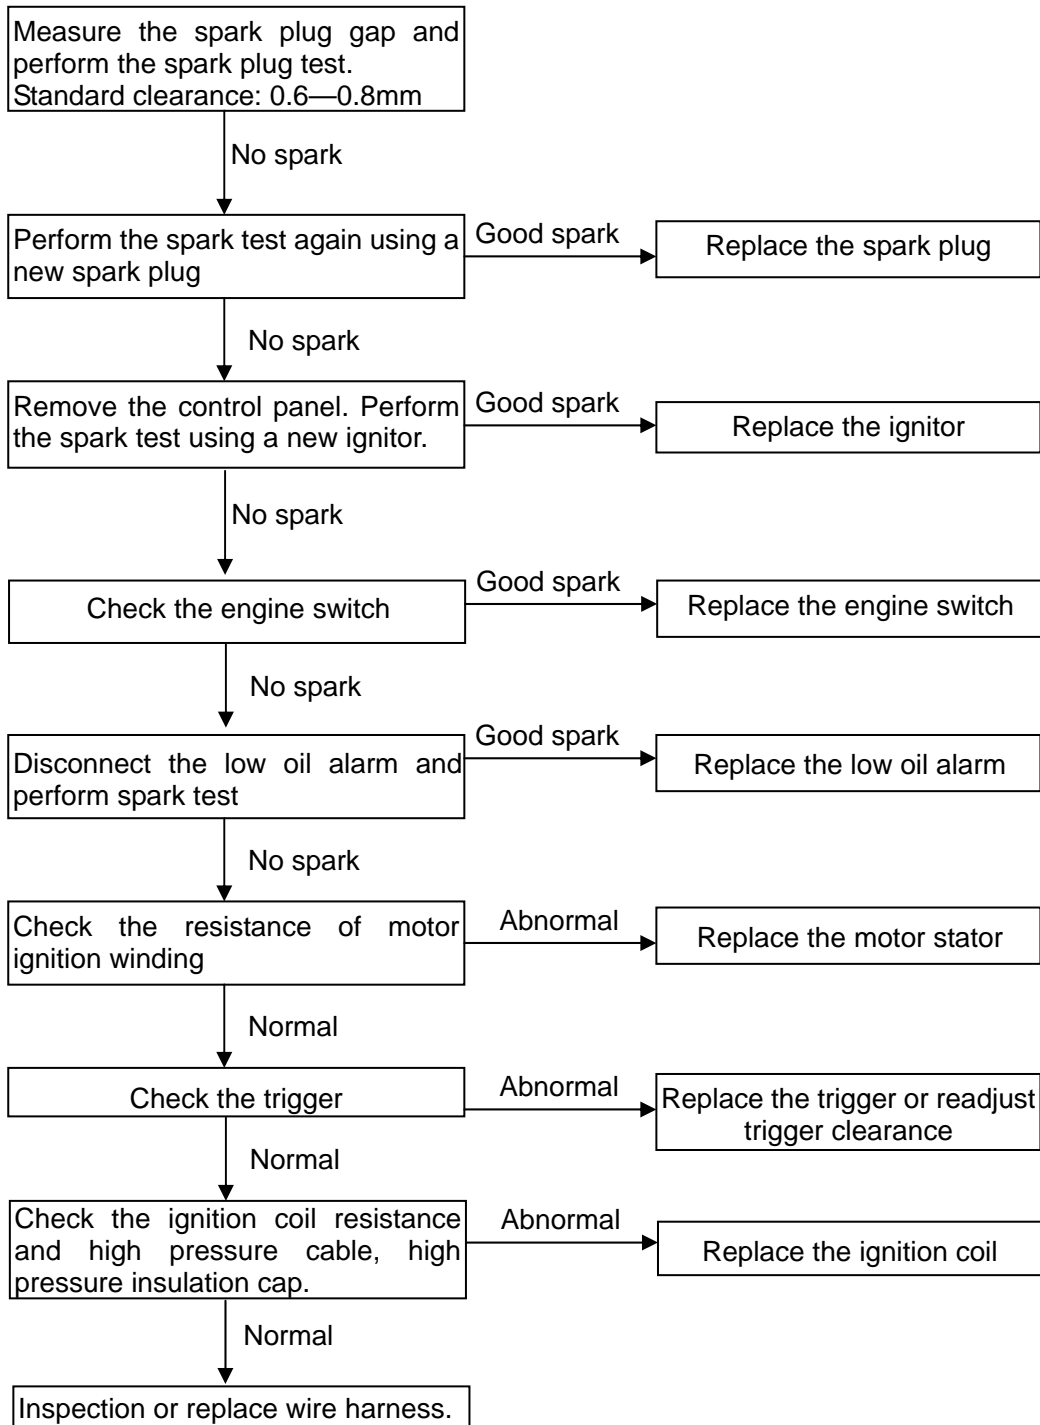 Measure the spark plug gap and
perform the spark plug test.
Standard clearance: 0.6—0.8mm
No spark
Perform the spark test again using a
new spark plug
Good spark
Replace the spark plug
No spark
Remove the control panel. Perform
the spark test using a new ignitor.
Good spark
Replace the ignitor
No spark
Check the engine switch
Good spark
Replace the engine switch
No spark
Disconnect the low oil alarm and
perform spark test
Good spark
Replace the low oil alarm
No spark
Check the resistance of motor
ignition winding
Abnormal
Replace the motor stator
Normal
Check the trigger
Abnormal
Replace the trigger or readjust
trigger clearance
Normal
Check the ignition coil resistance
and high pressure cable, high
pressure insulation cap.
Abnormal
Replace the ignition coil
Normal
Inspection or replace wire harness.